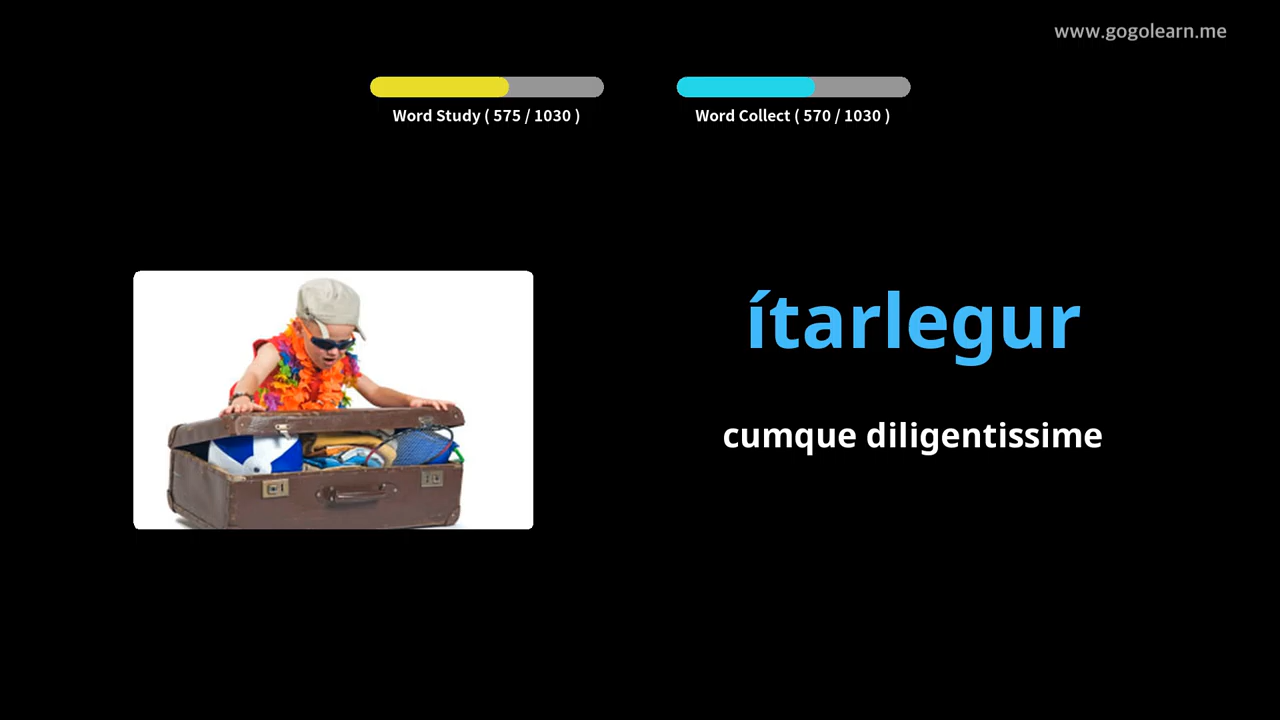 www.gogolearn.me
Word Study ( 575 / 1030 )
Word Collect ( 570 / 1030 )
ítarlegur
cumque diligentissime